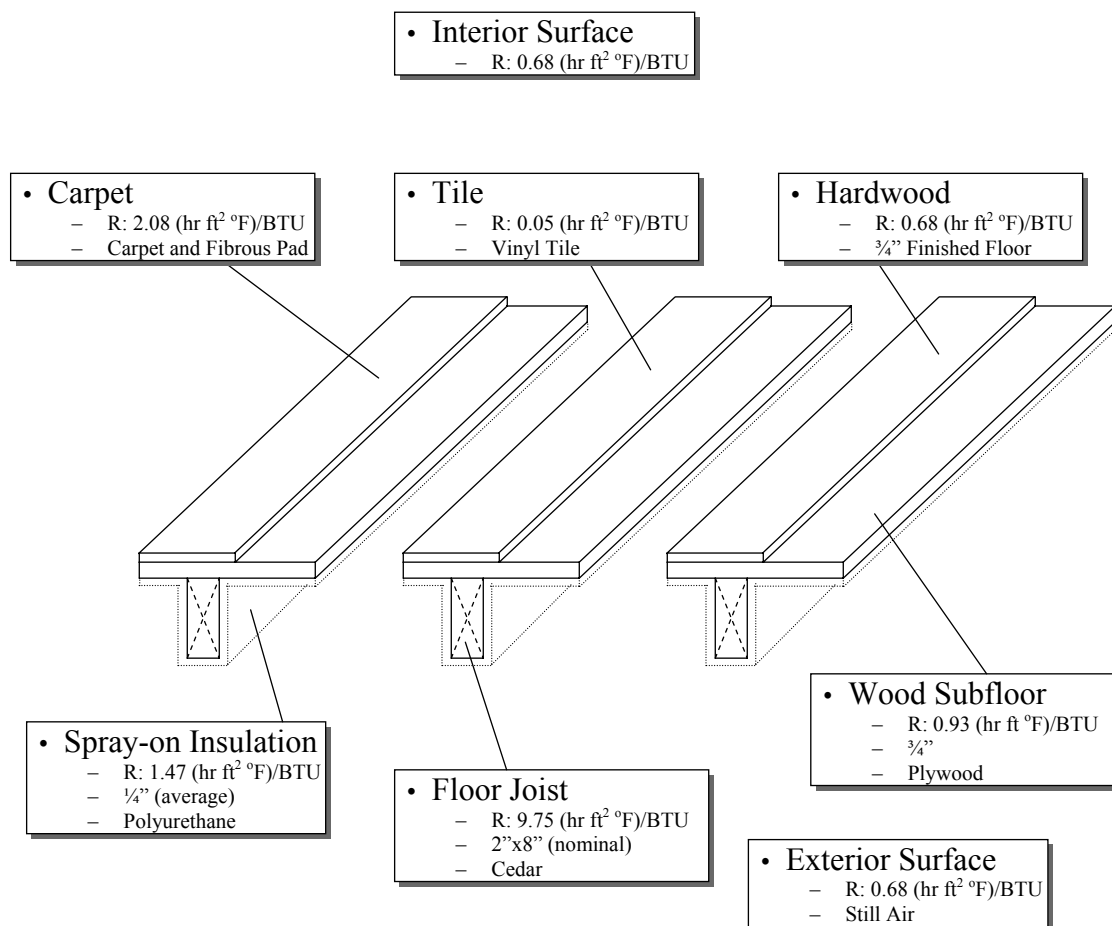 • Interior Surface
– R: 0.68 (hr ft² °F)/BTU
• Carpet
– R: 2.08 (hr ft² °F)/BTU
– Carpet and Fibrous Pad
• Tile
– R: 0.05 (hr ft² °F)/BTU
– Vinyl Tile
• Hardwood
– R: 0.68 (hr ft² °F)/BTU
– ¾” Finished Floor
• Spray-on Insulation
– R: 1.47 (hr ft² °F)/BTU
– ¼” (average)
– Polyurethane
• Floor Joist
– R: 9.75 (hr ft² °F)/BTU
– 2”x8” (nominal)
– Cedar
• Wood Subfloor
– R: 0.93 (hr ft °F)/BTU
– ¾”
– Plywood
• Exterior Surface
– R: 0.68 (hr ft² °F)/BTU
– Still Air